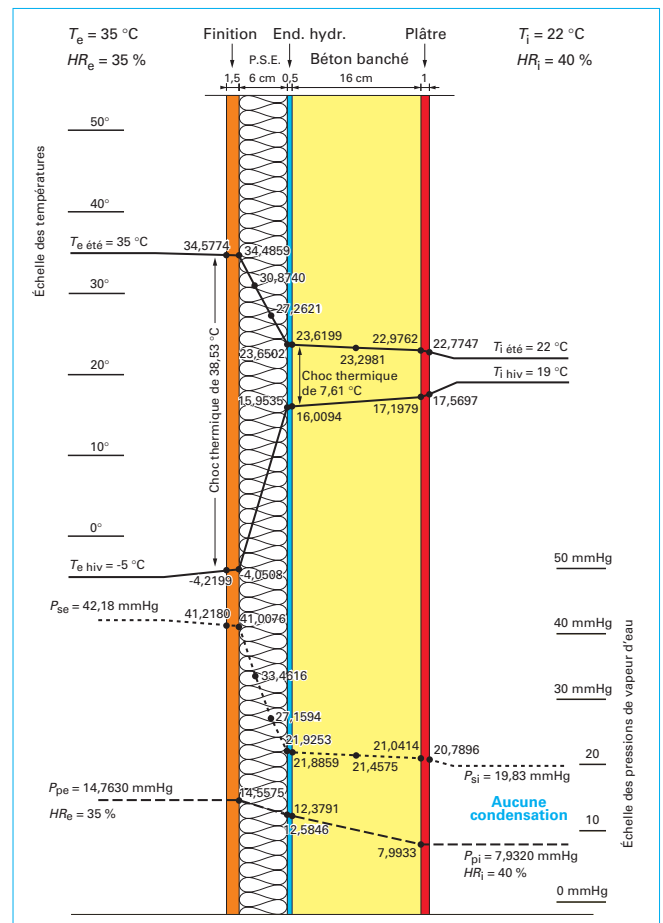 Te = 35 °C
HRe = 35 %
Finition
End. hydr.
Plâtre
Ti = 22 °C
HRi = 40 %
P.S.E.
Béton banché
1,5
6 cm
0,5
16 cm
1
Échelle des températures
50°
40°
Te été = 35 °C
34,5774
34,4859
30°
30,8740
27,2621
23,6199
22,9762
22,7747
Ti été = 22 °C
23,6502
23,2981
20°
Choc thermique de 38,53 °C
Choc thermique
de 7,61 °C
Ti hiv = 19 °C
15,9535
16,0094
17,1979
17,5697
10°
0°
Te hiv = -5 °C
-4,2199
-4,0508
50 mmHg
Pse = 42,18 mmHg
41,2180
41,0076
40 mmHg
Échelle des pressions de vapeur d'eau
33,4616
30 mmHg
27,1594
21,9253
21,8859
21,0414
21,4575
20,7896
20
Psi = 19,83 mmHg
Ppe = 14,7630 mmHg
HRe = 35 %
14,5575
12,3791
12,5846
Aucune
condensation
10
7,9933
Ppi = 7,9320 mmHg
HRi = 40 %
0 mmHg